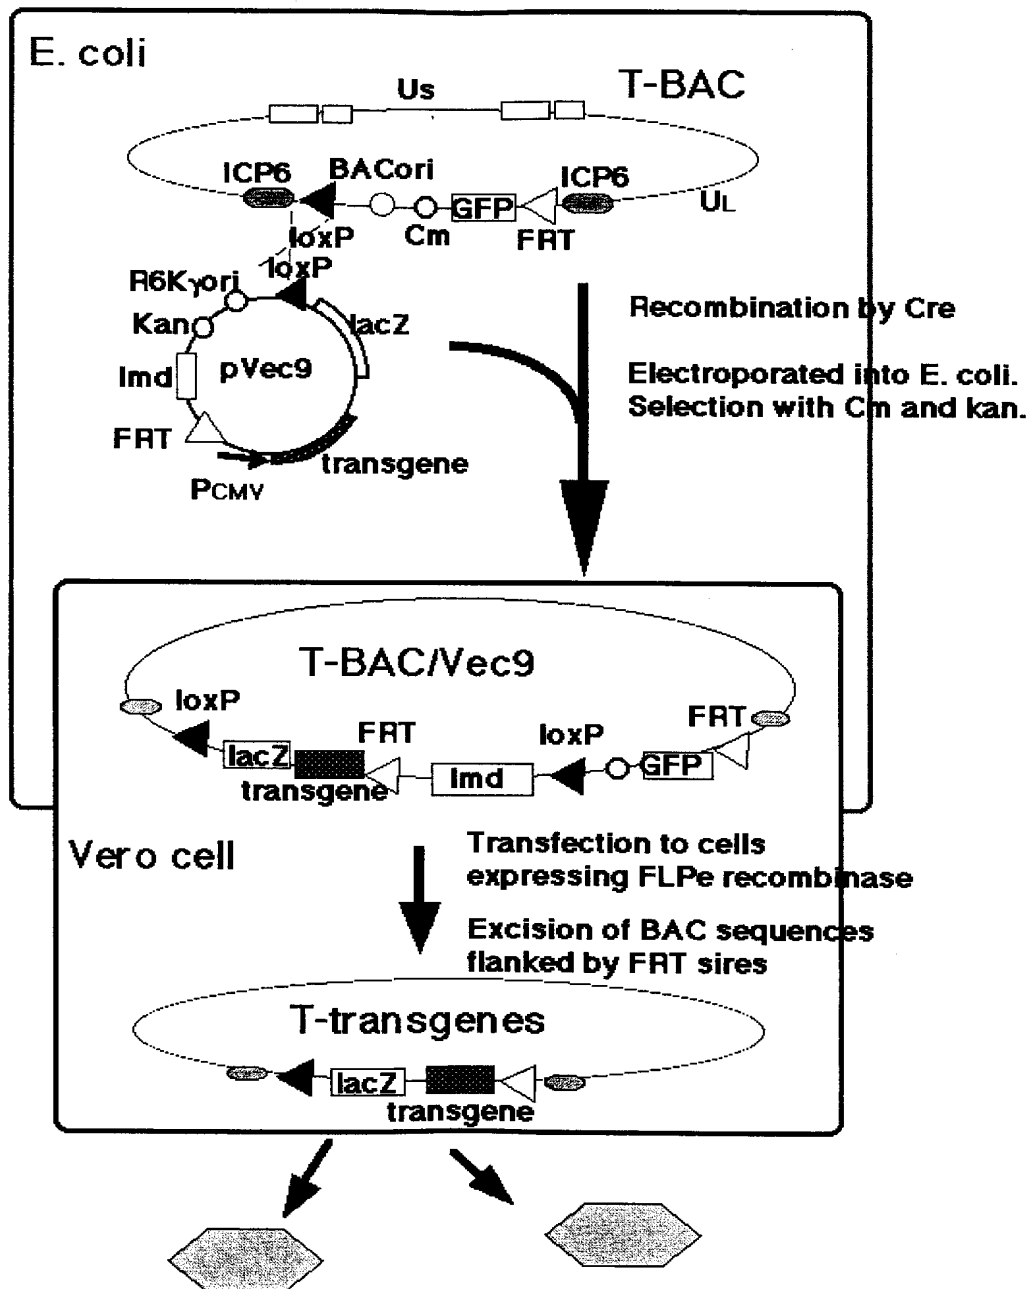 E. coli
T-BAC
Us
ICP6
BACori
ICP6
UL
loxP
Cm
GFP
FRT
loxP
R6Kγori
Kan
lacZ
lmd
pVec9
FRT
transgene
PCMV
Recombination by Cre
Electroporated into E. coli.
Selection with Cm and kan.
T-BAC/Vec9
loxP
FRT
loxP
FRT
lacZ
lmd
GFP
transgene
Vero cell
Transfection to cells
expressing FLPe recombinase
Excision of BAC sequences
flanked by FRT sires
T-transgenes
lacZ
transgene